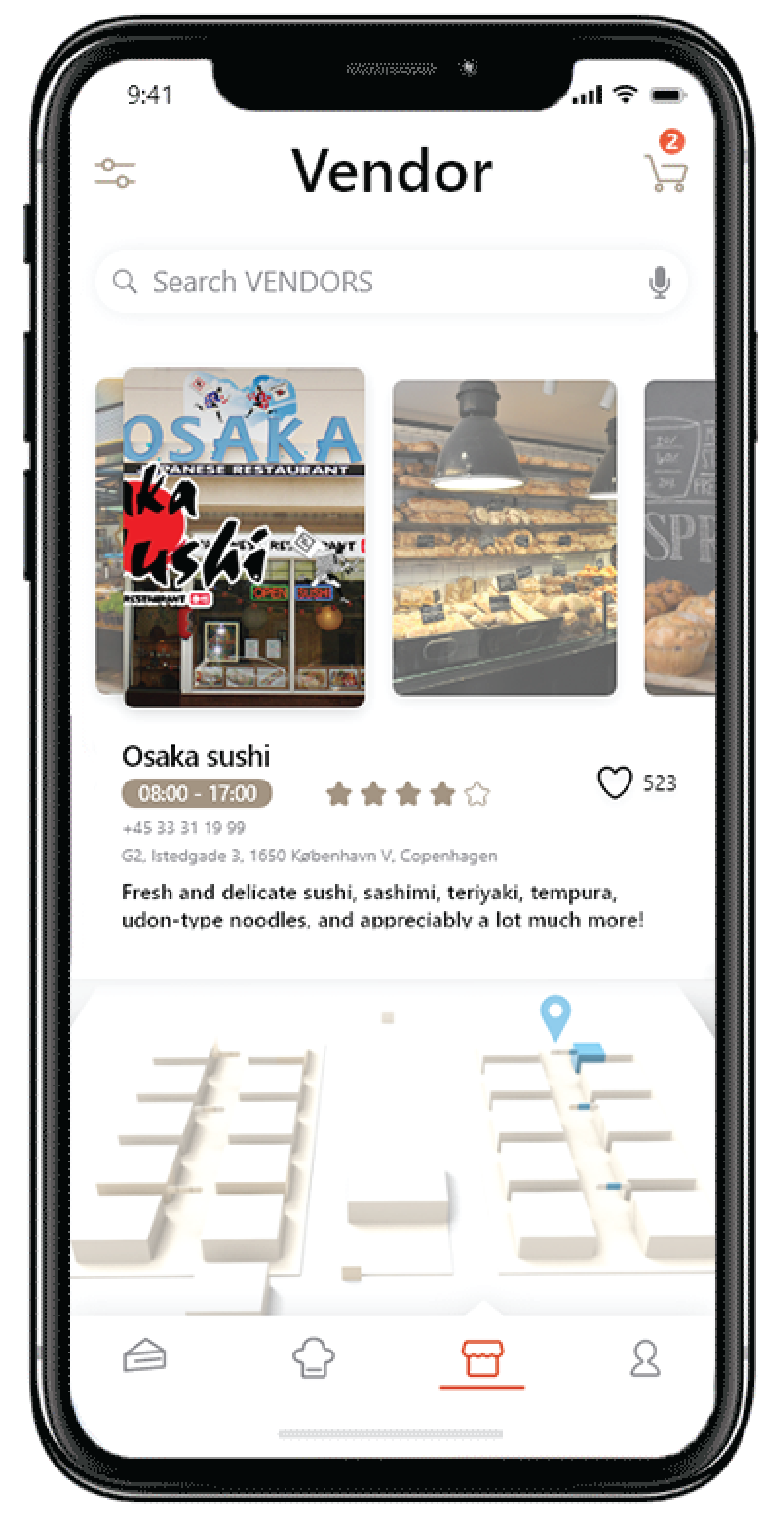 9:41
Vendor
2
Search VENDORS
OSAKA
JAPANESE RESTAURANT
ka
ushi
OPEN SUSHI
SPR
Osaka sushi
08:00 - 17:00
523
+45 33 31 19 99
G2, Istedgade 3, 1650 København V, Copenhagen
Fresh and delicate sushi, sashimi, teriyaki, tempura,
udon-type noodles, and appreciably a lot much more!